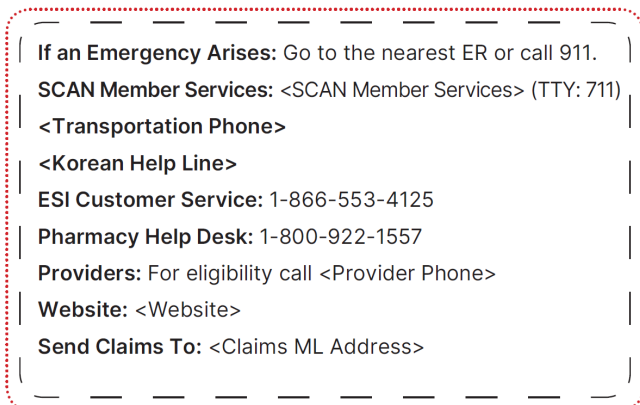 If an Emergency Arises: Go to the nearest ER or call 911.
SCAN Member Services: <SCAN Member Services> (TTY: 711)
<Transportation Phone>
<Korean Help Line>
ESI Customer Service: 1-866-553-4125
Pharmacy Help Desk: 1-800-922-1557
Providers: For eligibility call <Provider Phone>
Website: <Website>
Send Claims To: <Claims ML Address>